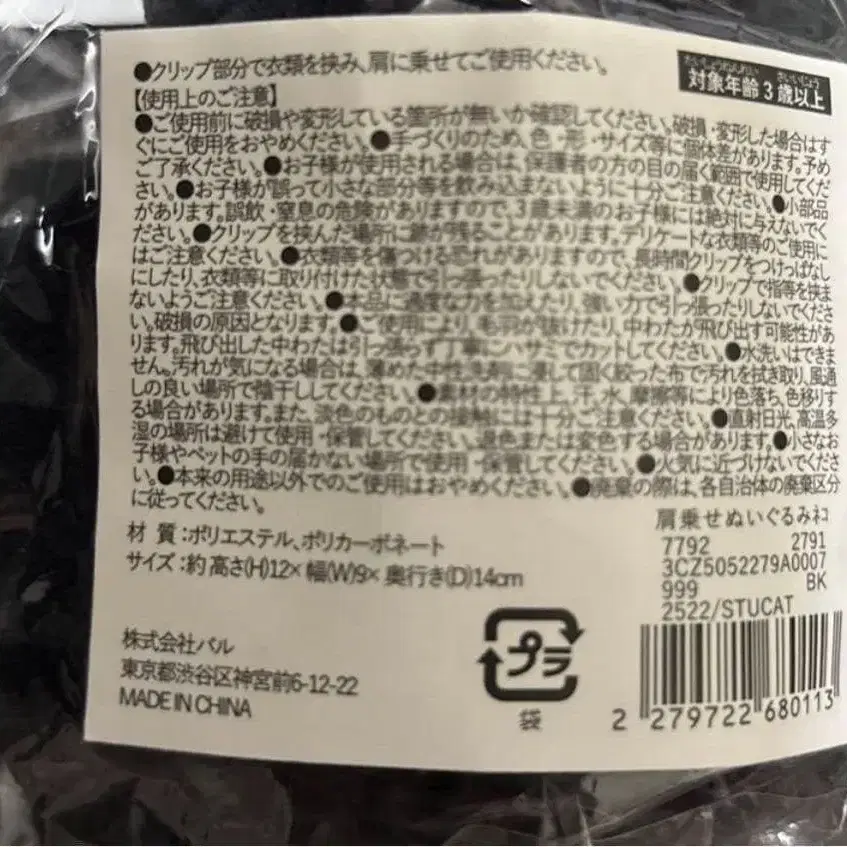 ●クリップ部分で衣類を挟み、肩に乗せてご使用ください。
たいしょうねんれい さいいじょう
対象年齢3歳以上
【使用上のご注意】
●ご使用前に破損や変形している箇所が無いか確認してください。破損・変形した場合はす
ぐにご使用をおやめください。●手づくりのため、色・形・サイズ等に個体差があります。予め
ご了承ください。●お子様が使用される場合は、保護者の方の目の届く範囲で使用してくだ
さい。●お子様が誤って小さな部分等を飲み込まないように十分ご注意ください。●小部品
があります。誤飲・窒息の危険がありますので、3歳未満のお子様には絶対に与えないでく
ださい。●クリップを挟んだ場所に跡が残ることがあります。デリケートな衣類等のご使用に
はご注意ください。●衣類等を傷つける恐れがありますので、長時間クリップをつけっぱなし
にしたり、衣類等に取り付けた状態で引っ張ったりしないでください。●クリップで指等を挟ま
ないようご注意ください。●本品に過度な力を加えたり、強い力で引っ張ったりしないでくださ
い。破損の原因となります。●ご使用により、毛羽が抜けたり、中わたが飛び出す可能性があ
ります。飛び出した中わたは引っ張らず丁寧にハサミでカットしてください。●水洗いはできま
せん。汚れが気になる場合は、薄めた中性洗剤に浸して固く絞った布で汚れを拭き取り、風通
しの良い場所で陰干ししてください。●素材の特性上、汗、水、摩擦等により色落ち、色移りす
る場合があります。また、淡色のものとの接触には十分ご注意ください。●直射日光、高温多
湿の場所は避けて使用・保管してください。退色または変色する場合があります。●小さなお
子様やペットの手の届かない場所で使用・保管してください。●火気に近づけないでくださ
い。●本来の用途以外でのご使用はおやめください。●廃棄の際は、各自治体の廃棄区分
に従ってください。
材 質:ポリエステル、ポリカーボネート
サイズ:約 高さ(H)12× 幅(W)9× 奥行き(D)14cm
肩乗せぬいぐるみネコ
7792 2791
3CZ5052279A0007
999 BK
2522/STUCAT
株式会社パル
東京都渋谷区神宮前6-12-22
MADE IN CHINA
プラ
袋
2 279722 680113